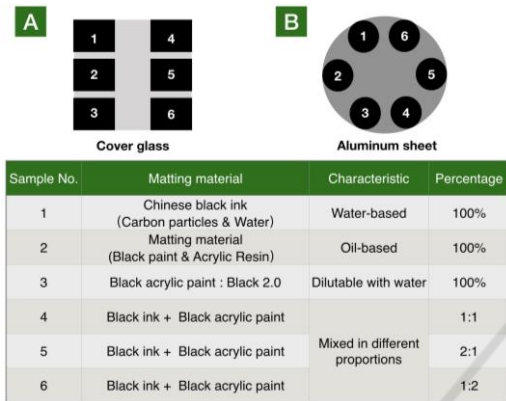 A
B
1 4
2 5
3 6
1 6
2 5
3 4
Cover glass
Aluminum sheet
Sample No. Matting material Characteristic Percentage
1 Chinese black ink (Carbon particles & Water) Water-based 100%
2 Matting material (Black paint & Acrylic Resin) Oil-based 100%
3 Black acrylic paint : Black 2.0 Dilutable with water 100%
4 Black ink + Black acrylic paint Mixed in different proportions 1:1
5 Black ink + Black acrylic paint 2:1
6 Black ink + Black acrylic paint 1:2